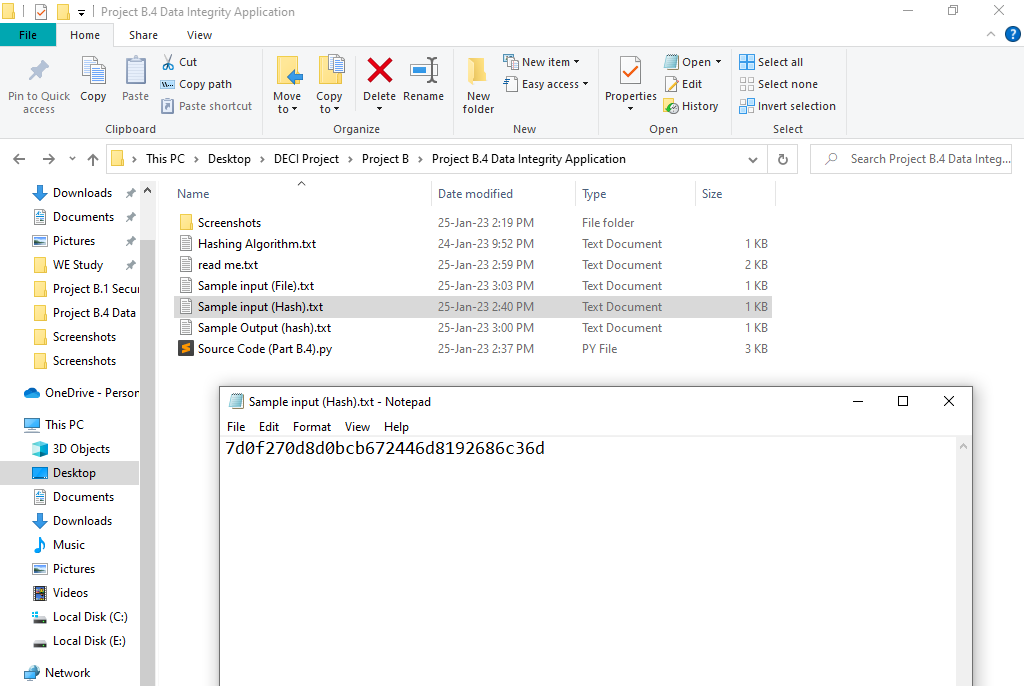 Project B.4 Data Integrity Application
File Home Share View
Pin to Quick access
Copy
Paste
Cut
Copy path
Paste shortcut
Clipboard
Move to
Copy to
Delete
Rename
Organize
New folder
New item
Easy access
New
Properties
Open
Edit
History
Open
Select all
Select none
Invert selection
Select
This PC > Desktop > DECI Project > Project B > Project B.4 Data Integrity Application
Search Project B.4 Data Integ...
Downloads
Documents
Pictures
WE Study
Project B.1 Secur
Project B.4 Data
Screenshots
Screenshots
OneDrive - Person
This PC
3D Objects
Desktop
Documents
Downloads
Music
Pictures
Videos
Local Disk (C:)
Local Disk (E:)
Network
Name Date modified Type Size
Screenshots 25-Jan-23 2:19 PM File folder
Hashing Algorithm.txt 24-Jan-23 9:52 PM Text Document 1 KB
read me.txt 25-Jan-23 2:59 PM Text Document 2 KB
Sample input (File).txt 25-Jan-23 3:03 PM Text Document 1 KB
Sample input (Hash).txt 25-Jan-23 2:40 PM Text Document 1 KB
Sample Output (hash).txt 25-Jan-23 3:00 PM Text Document 1 KB
Source Code (Part B.4).py 25-Jan-23 2:37 PM PY File 3 KB
Sample input (Hash).txt - Notepad
File Edit Format View Help
7d0f270d8d0bcb672446d8192686c36d